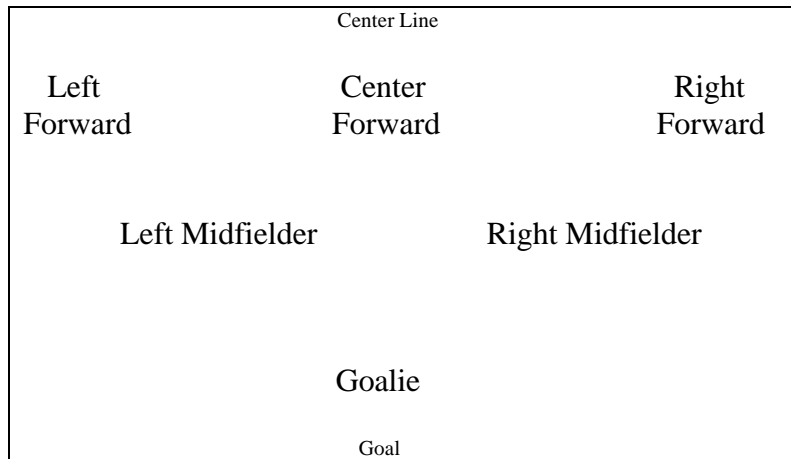 Center Line
Left Center Right
Forward Forward Forward
Left Midfielder Right Midfielder
Goalie
Goal